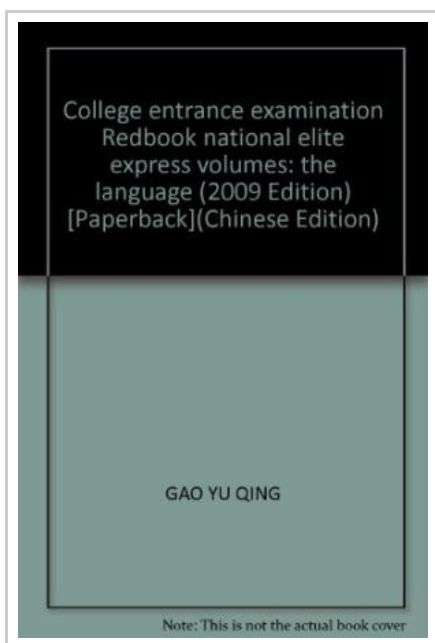 College entrance examination
Redbook national elite
express volumes: the
language (2009 Edition)
[Paperback](Chinese Edition)
GAO YU QING
Note: This is not the actual book cover